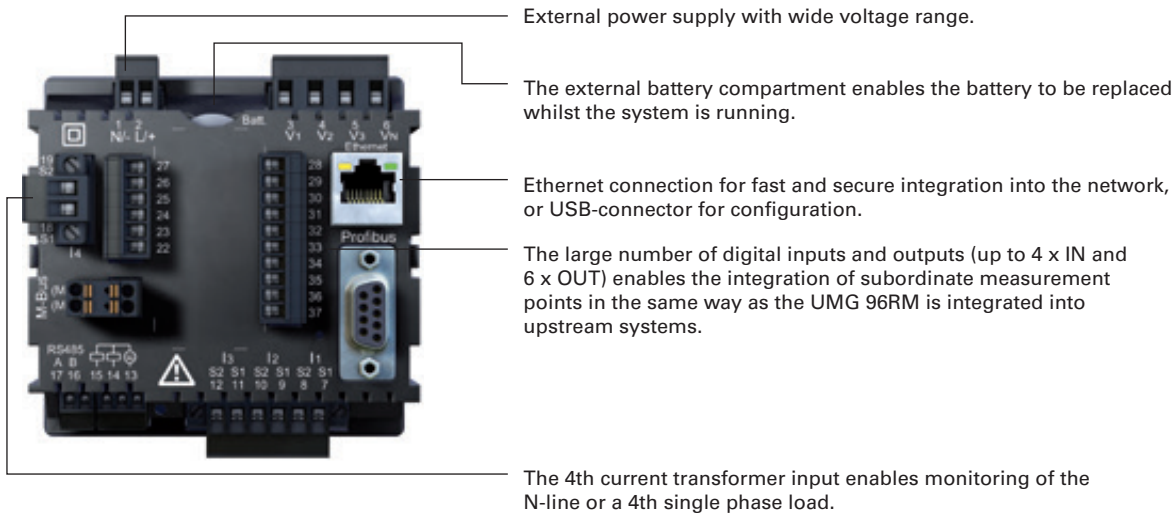 External power supply with wide voltage range.
The external battery compartment enables the battery to be replaced
whilst the system is running.
Ethernet connection for fast and secure integration into the network,
or USB-connector for configuration.
The large number of digital inputs and outputs (up to 4 x IN and
6 x OUT) enables the integration of subordinate measurement
points in the same way as the UMG 96RM is integrated into
upstream systems.
The 4th current transformer input enables monitoring of the
N-line or a 4th single phase load.
1 2
N/- L/+
Batt.
3 4 5 6
V1 V2 V3 VN
Ethernet
19
S2
18
S1
I4
27
26
25
24
23
22
28
29
30
31
32
33
34
35
36
37
Profibus
M-Bus
(M
(M
RS485
A B
17 16 15 14 13
I3 I2 I1
S2 S1 S2 S1 S2 S1
12 11 10 9 8 7